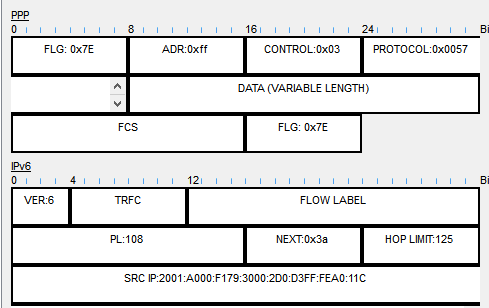 PPP
0 8 16 24 Bi
FLG: 0x7E ADR:0xff CONTROL:0x03 PROTOCOL:0x0057
DATA (VARIABLE LENGTH)
FCS FLG: 0x7E
IPv6
0 4 12 Bi
VER:6 TRFC FLOW LABEL
PL:108 NEXT:0x3a HOP LIMIT:125
SRC IP:2001:A000:F179:3000:2D0:D3FF:FEA0:11C